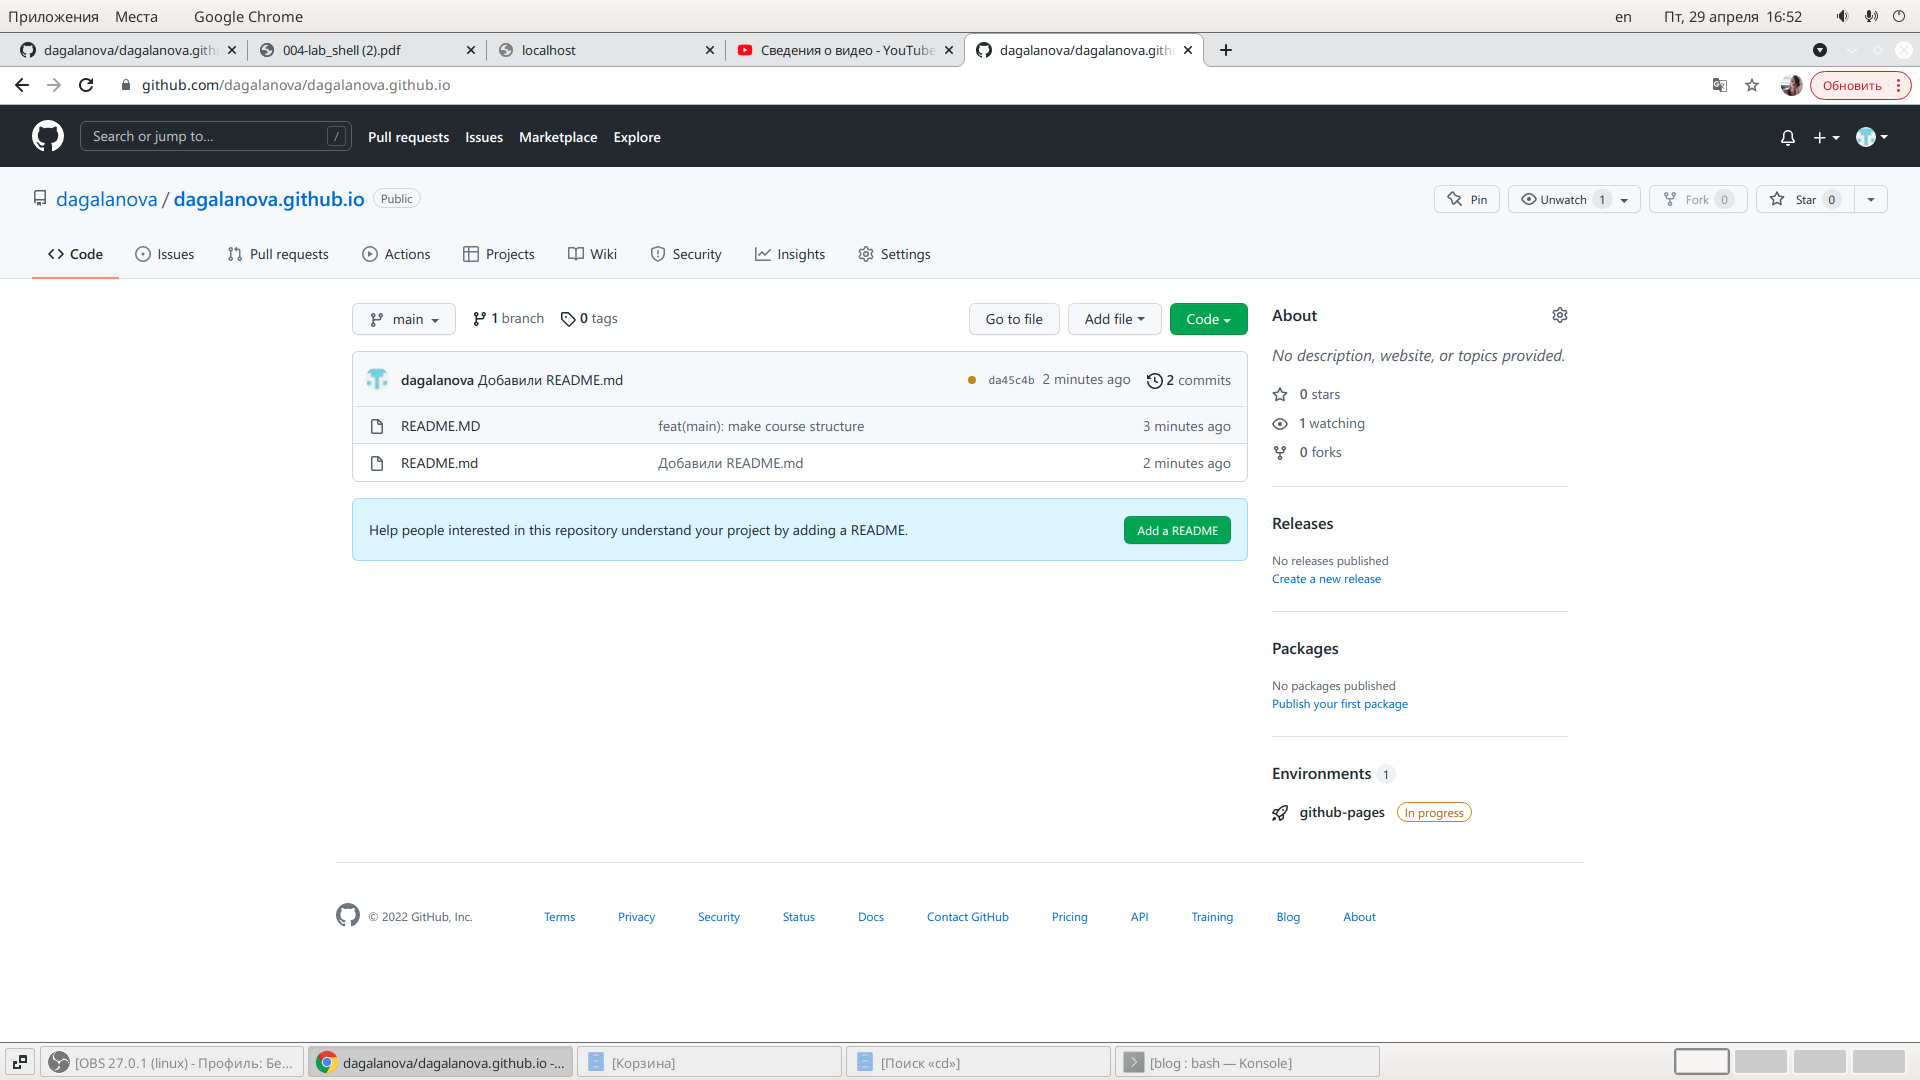 Приложения Места Google Chrome en Пт, 29 апреля 16:52
dagalanova/dagalanova.gith 004-lab_shell (2).pdf localhost Сведения о видео - YouTube dagalanova/dagalanova.gith
github.com/dagalanova/dagalanova.github.io Обновить
Search or jump to... / Pull requests Issues Marketplace Explore
dagalanova / dagalanova.github.io Public Pin Unwatch 1 Fork 0 Star 0
Code Issues Pull requests Actions Projects Wiki Security Insights Settings
main 1 branch 0 tags Go to file Add file Code
dagalanova Добавили README.md da45c4b 2 minutes ago 2 commits
README.MD feat(main): make course structure 3 minutes ago
README.md Добавили README.md 2 minutes ago
Help people interested in this repository understand your project by adding a README. Add a README
About
No description, website, or topics provided.
0 stars
1 watching
0 forks
Releases
No releases published
Create a new release
Packages
No packages published
Publish your first package
Environments 1
github-pages In progress
© 2022 GitHub, Inc. Terms Privacy Security Status Docs Contact GitHub Pricing API Training Blog About
[OBS 27.0.1 (linux) - Профиль: Бе... dagalanova/dagalanova.github.io -... [Корзина] [Поиск «cd»] [blog : bash — Konsole]